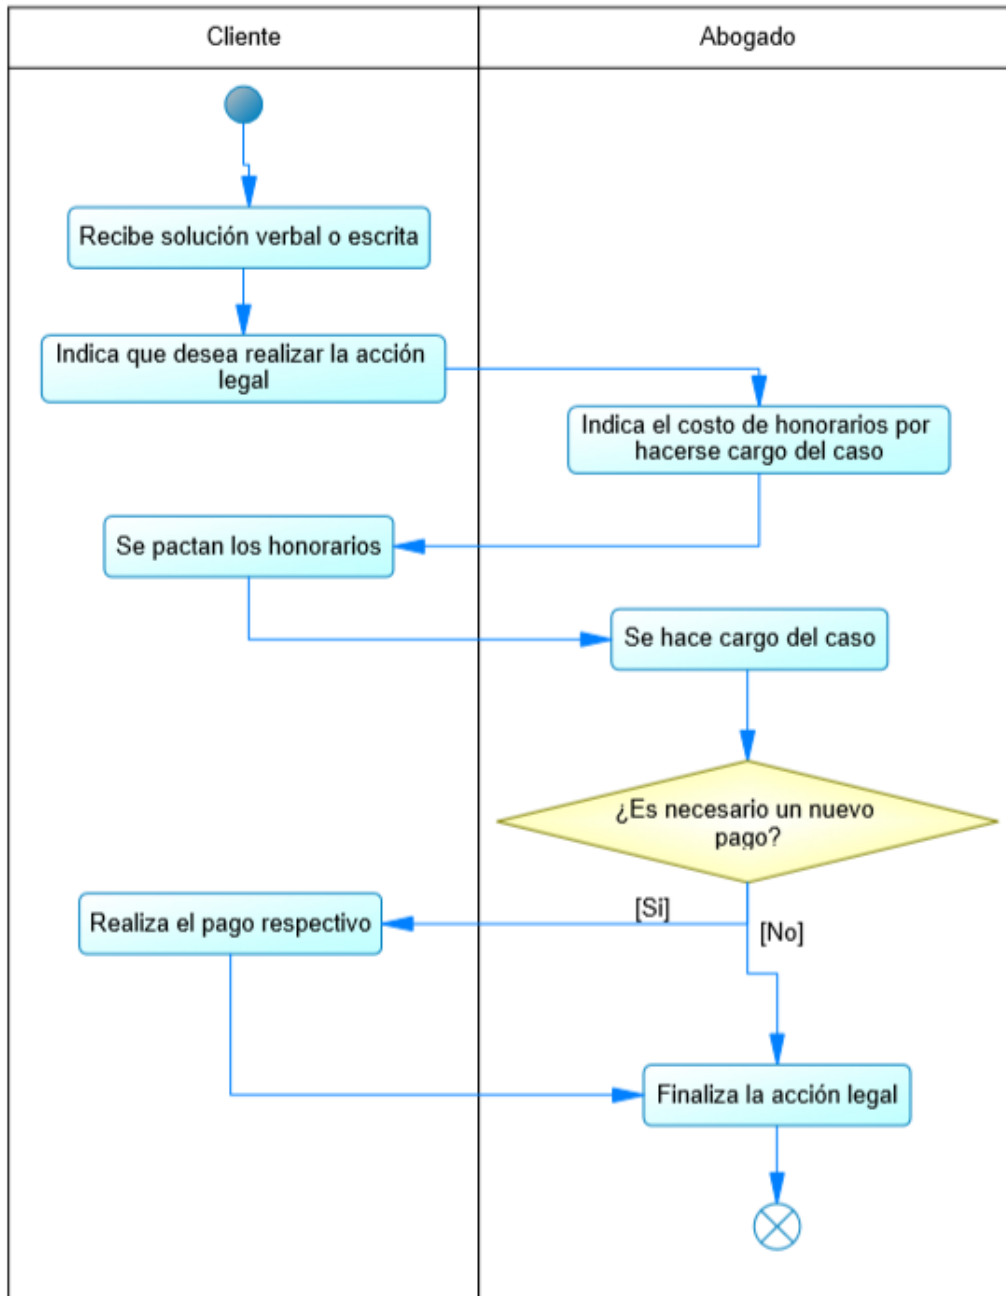 Cliente
Abogado
Recibe solución verbal o escrita
Indica que desea realizar la acción
legal
Indica el costo de honorarios por
hacerse cargo del caso
Se pactan los honorarios
Se hace cargo del caso
¿Es necesario un nuevo
pago?
[Si]
Realiza el pago respectivo
[No]
Finaliza la acción legal